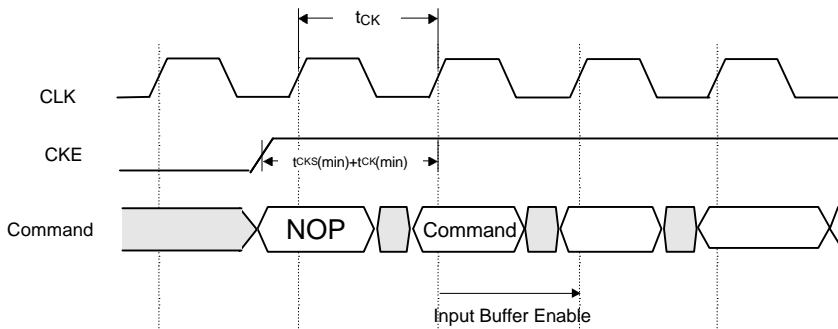 tCK
CLK
CKE
tCKS(min)+tCK(min)
Command
NOP
Command
Input Buffer Enable